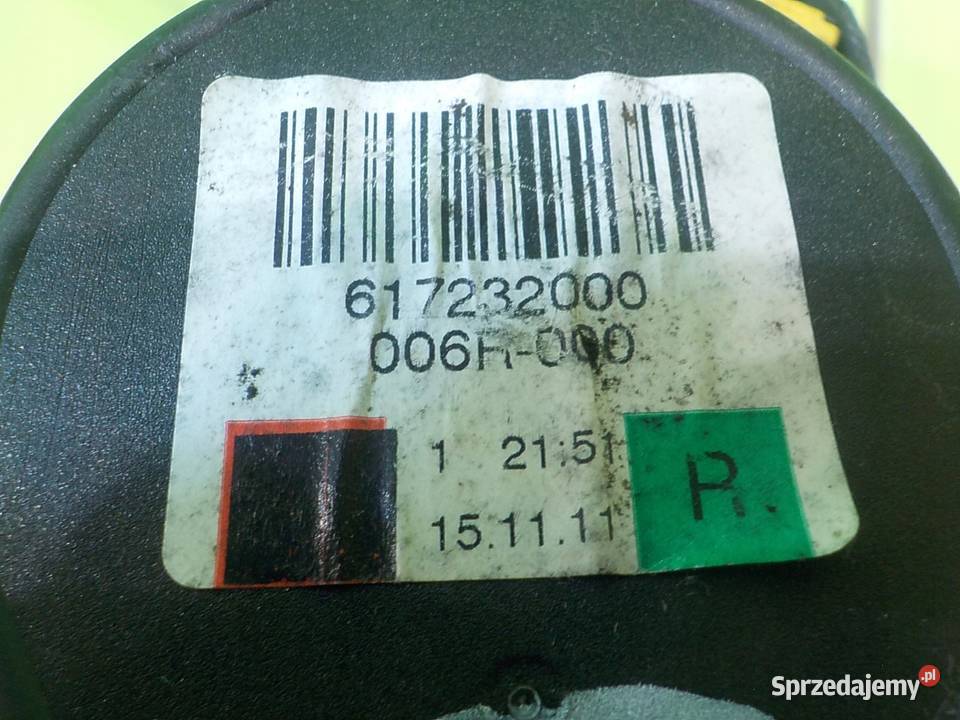 617232000
006R-000
1 21:51
15.11.11
R.
Sprzedajemy.pl